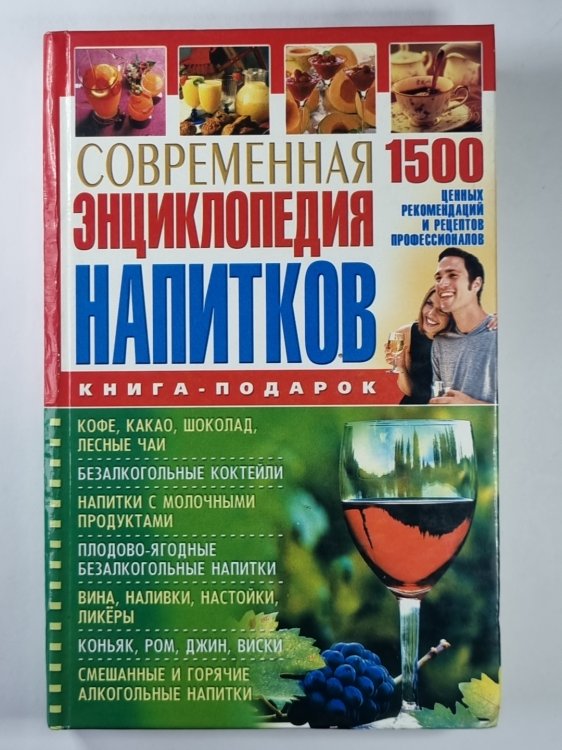 СОВРЕМЕННАЯ
ЭНЦИКЛОПЕДИЯ
НАПИТКОВ
1500
ЦЕННЫХ
РЕКОМЕНДАЦИЙ
И РЕЦЕПТОВ
ПРОФЕССИОНАЛОВ
КНИГА-ПОДАРОК
КОФЕ, КАКАО, ШОКОЛАД,
ЛЕСНЫЕ ЧАИ
БЕЗАЛКОГОЛЬНЫЕ КОКТЕЙЛИ
НАПИТКИ С МОЛОЧНЫМИ
ПРОДУКТАМИ
ПЛОДОВО-ЯГОДНЫЕ
БЕЗАЛКОГОЛЬНЫЕ НАПИТКИ
ВИНА, НАЛИВКИ, НАСТОЙКИ,
ЛИКЁРЫ
КОНЬЯК, РОМ, ДЖИН, ВИСКИ
СМЕШАННЫЕ И ГОРЯЧИЕ
АЛКОГОЛЬНЫЕ НАПИТКИ